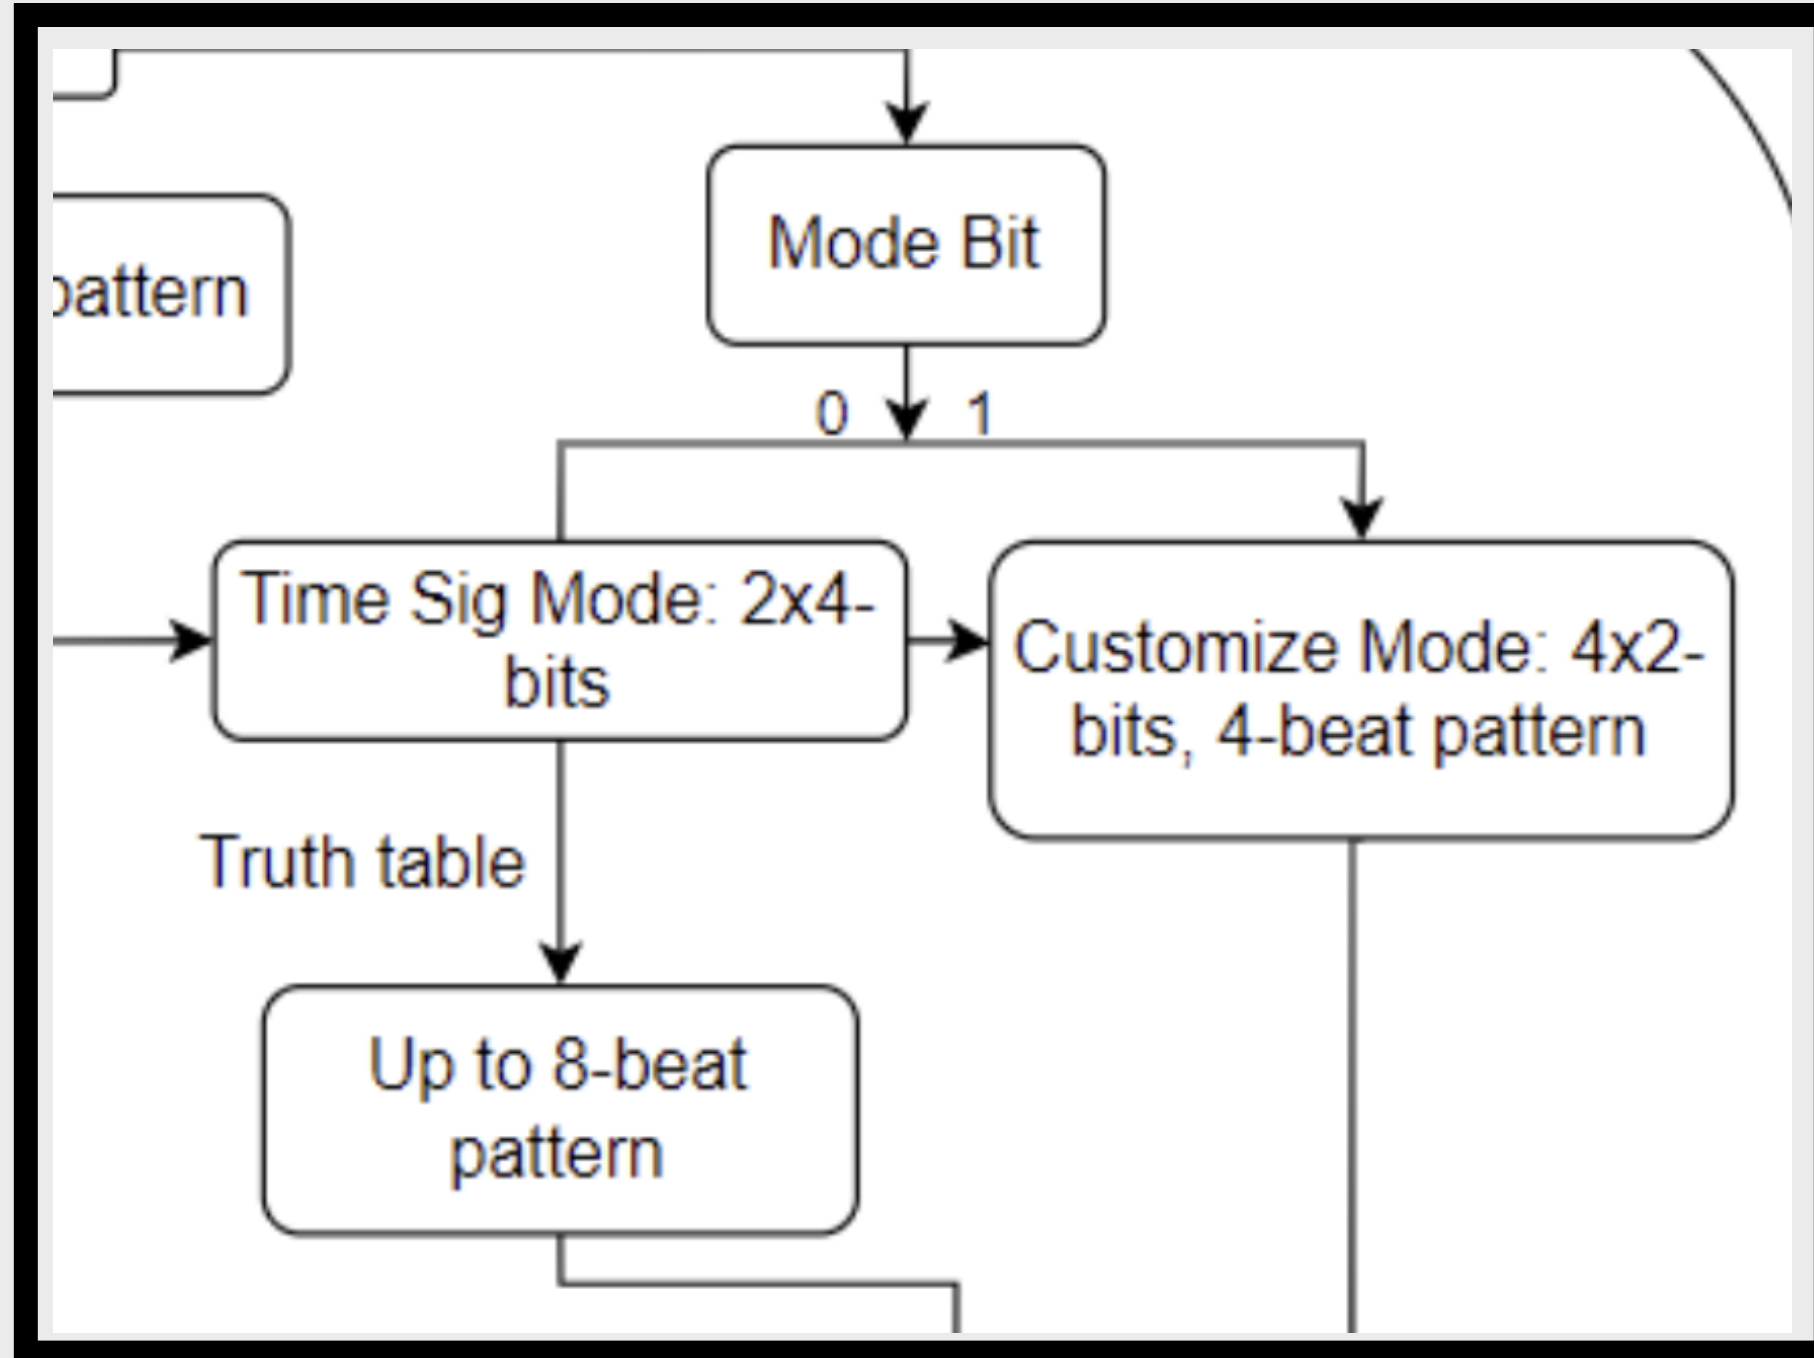 Mode Bit
pattern
0
1
Time Sig Mode: 2x4-
bits
Customize Mode: 4x2-
bits, 4-beat pattern
Truth table
Up to 8-beat
pattern